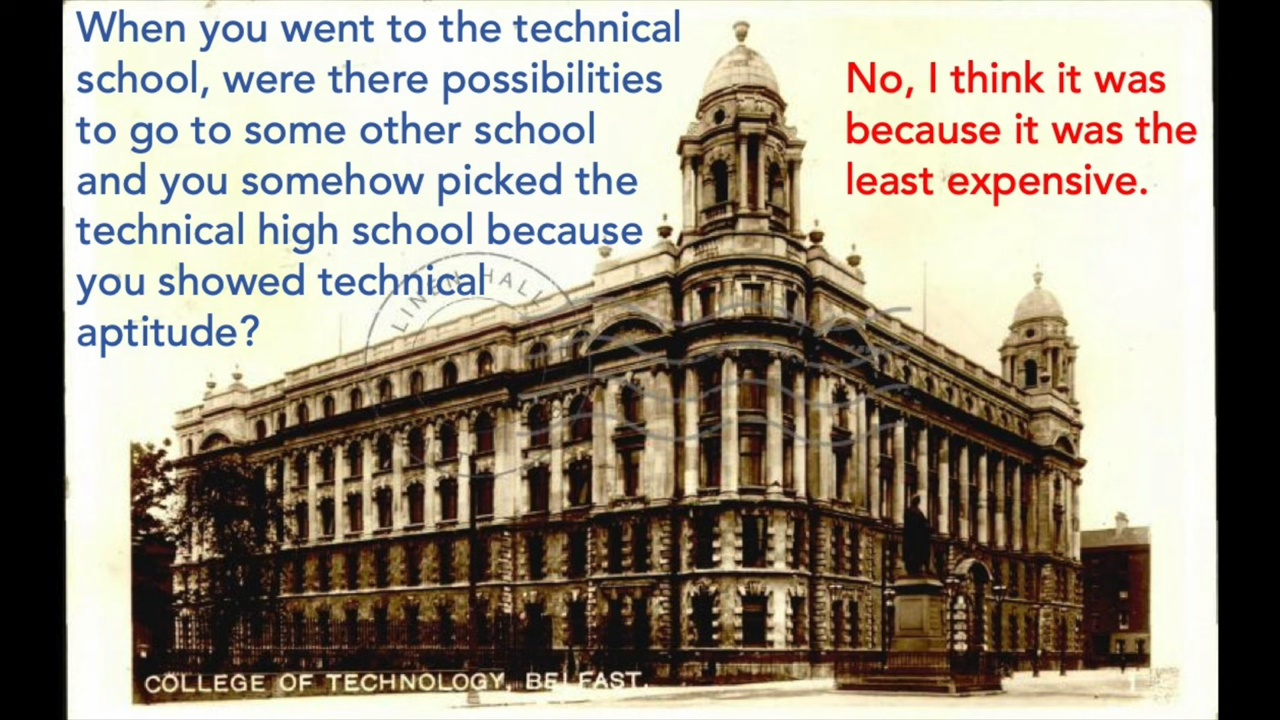 When you went to the technical
school, were there possibilities
to go to some other school
and you somehow picked the
technical high school because
you showed technical
aptitude?
No, I think it was
because it was the
least expensive.
LINEN HALL
COLLEGE OF TECHNOLOGY, BELFAST.